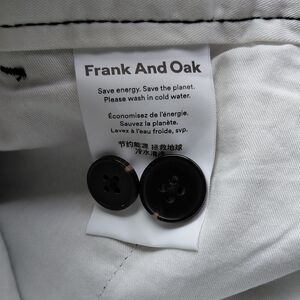 Frank And Oak
Save energy. Save the planet.
Please wash in cold water.
Économisez de l'énergie.
Sauvez la planète.
Lavez à l'eau froide, svp.
节约能源 拯救地球
冷水清洗